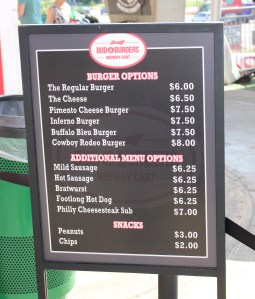 BUD & BURGERS
MIDWAY EAST
BURGER OPTIONS
The Regular Burger $6.00
The Cheese $6.50
Pimento Cheese Burger $7.50
Inferno Burger $7.50
Buffalo Bleu Burger $7.50
Cowboy Rodeo Burger $8.00
ADDITIONAL MENU OPTIONS
Mild Sausage $6.25
Hot Sausage $6.25
Bratwurst $6.25
Footlong Hot Dog $6.25
Philly Cheesesteak Sub $7.00
SNACKS
Peanuts $3.00
Chips $2.00